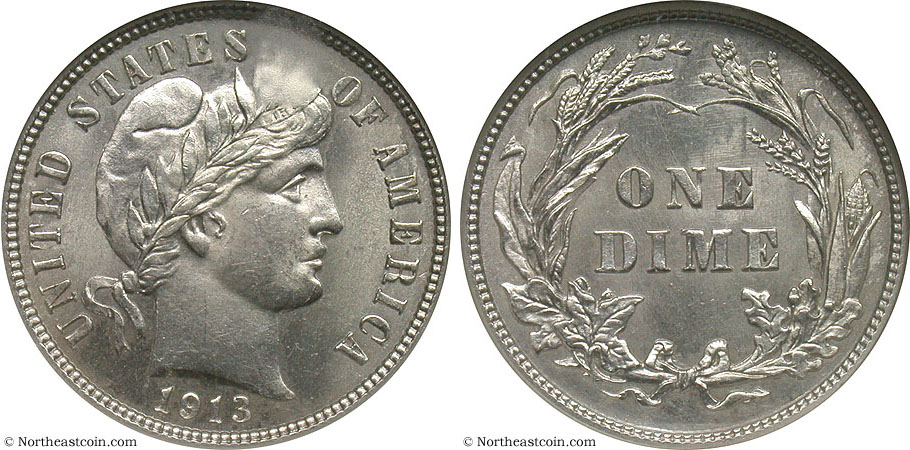 UNITED STATES OF AMERICA
1913
ONE
DIME
© Northeastcoin.com
© Northeastcoin.com